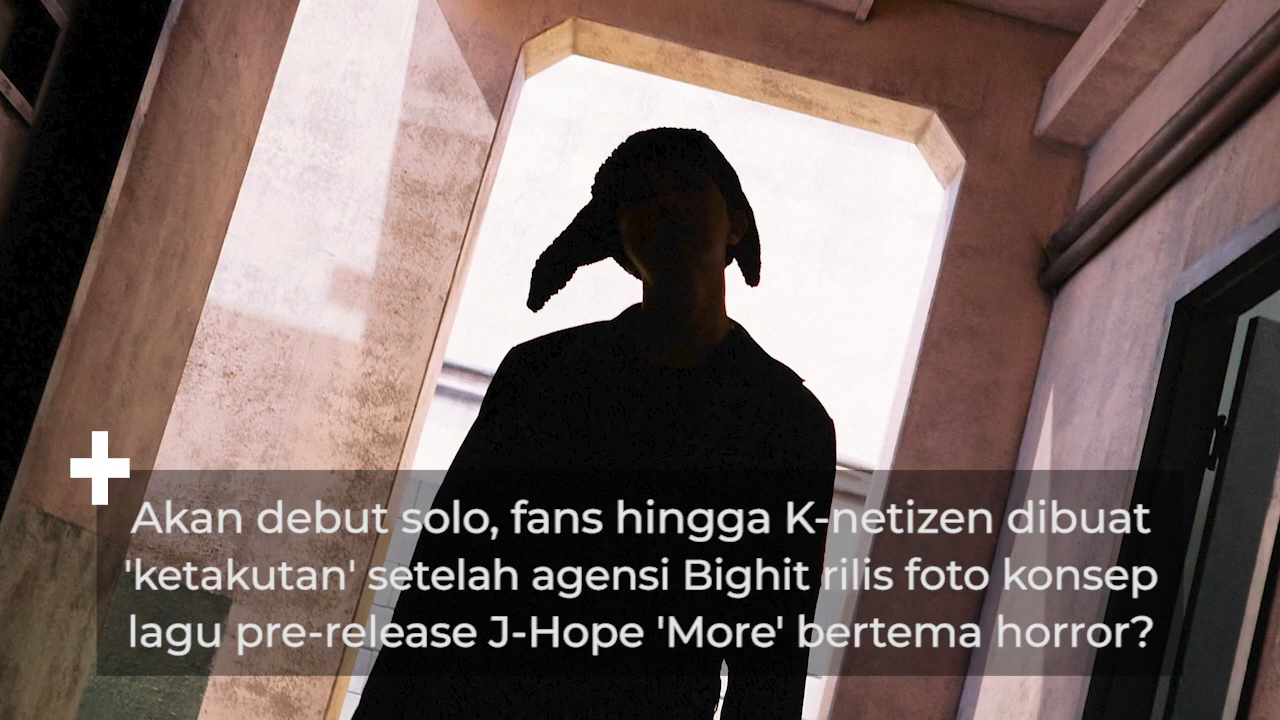 Akan debut solo, fans hingga K-netizen dibuat
'ketakutan' setelah agensi Bighit rilis foto konsep
lagu pre-release J-Hope 'More' bertema horror?